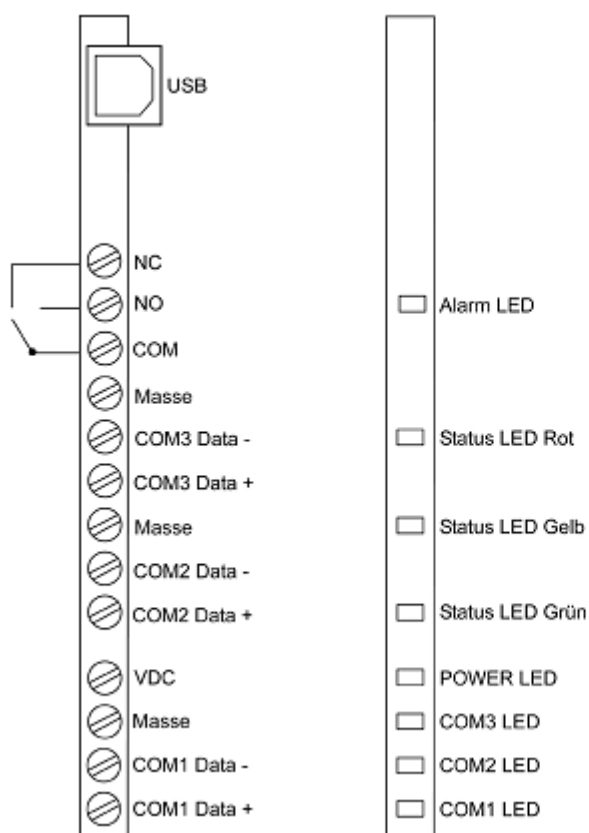 USB
NC
NO
COM
Masse
COM3 Data -
COM3 Data +
Masse
COM2 Data -
COM2 Data +
VDC
Masse
COM1 Data -
COM1 Data +
Alarm LED
Status LED Rot
Status LED Gelb
Status LED Grün
POWER LED
COM3 LED
COM2 LED
COM1 LED